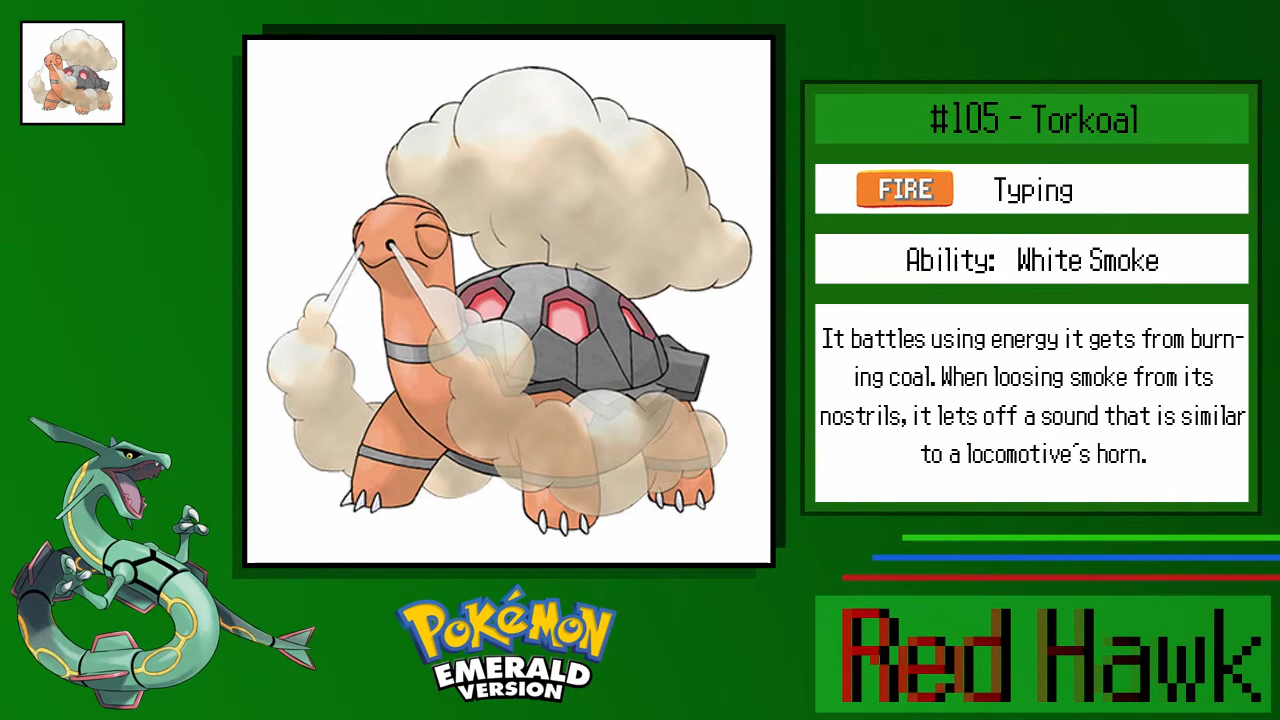 #105 - Torkoal
FIRE Typing
Ability: White Smoke
It battles using energy it gets from burn-
ing coal. When loosing smoke from its
nostrils, it lets off a sound that is similar
to a locomotive´s horn.
POKéMON
EMERALD
VERSION
Red Hawk